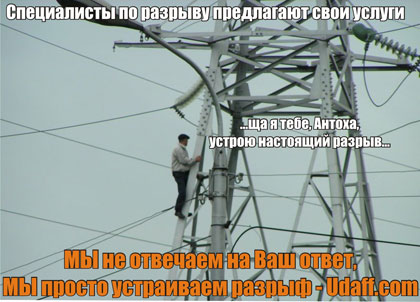 Специалисты по разрыву предлагают свои услуги
...ща я тебе, Антоха,
устрою настоящий разрыв...
МЫ не отвечаем на Ваш ответ,
МЫ просто устраиваем разрыф - Udaff.com